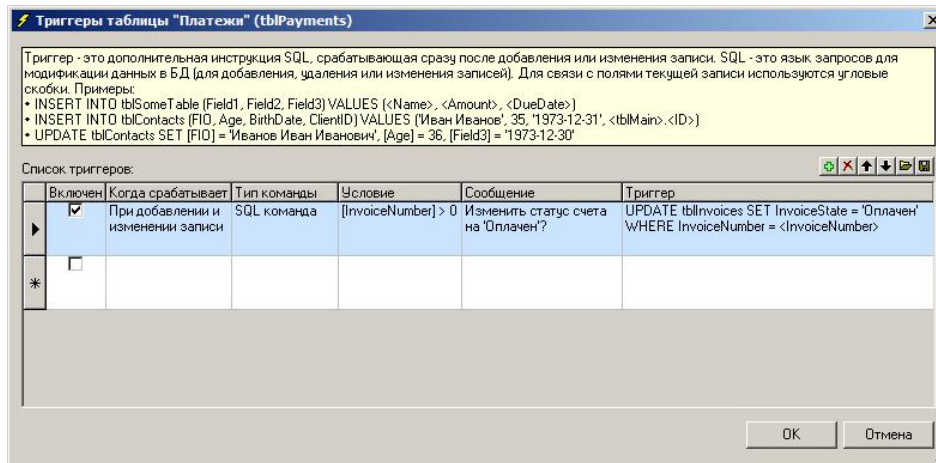 Триггеры таблицы "Платежи" (tblPayments)
Триггер - это дополнительная инструкция SQL, срабатывающая сразу после добавления или изменения записи. SQL - это язык запросов для
модификации данных в БД (для добавления, удаления или изменения записей). Для связи с полями текущей записи используются угловые
скобки. Примеры:
• INSERT INTO tblSomeTable (Field1, Field2, Field3) VALUES (<Name>, <Amount>, <DueDate>)
• INSERT INTO tblContacts (FIO, Age, BirthDate, ClientID) VALUES ('Иван Иванов', 35, '1973-12-31', <tblMain>.<ID>)
• UPDATE tblContacts SET [FIO] = 'Иванов Иван Иванович', [Age] = 36, [Field3] = '1973-12-30'
Список триггеров:
Включен Когда срабатывает Тип команды Условие Сообщение Триггер
При добавлении и SQL команда [InvoiceNumber] > 0 Изменить статус счета UPDATE tblInvoices SET InvoiceState = 'Оплачен'
изменении записи на 'Оплачен'? WHERE InvoiceNumber = <InvoiceNumber>
OK Отмена